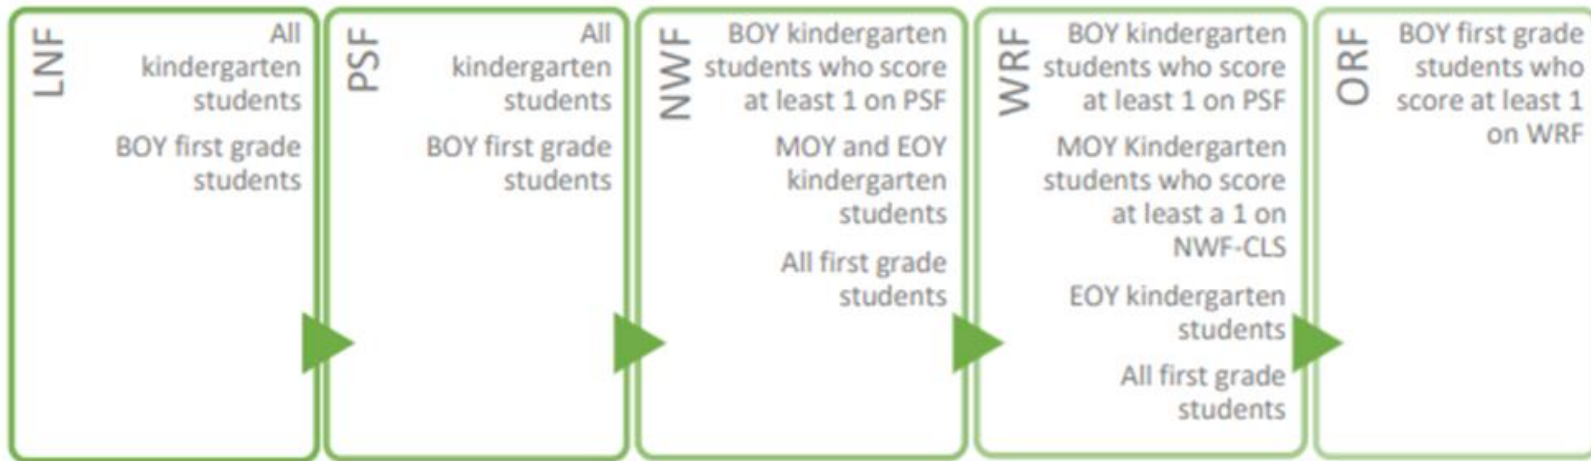 LNF
All
kindergarten
students
BOY first grade
students
PSF
All
kindergarten
students
BOY first grade
students
NWF
BOY kindergarten
students who score
at least 1 on PSF
MOY and EOY
kindergarten
students
All first grade
students
WRF
BOY kindergarten
students who score
at least 1 on PSF
MOY Kindergarten
students who score
at least a 1 on
NWF-CLS
EOY kindergarten
students
All first grade
students
ORF
BOY first grade
students who
score at least 1
on WRF